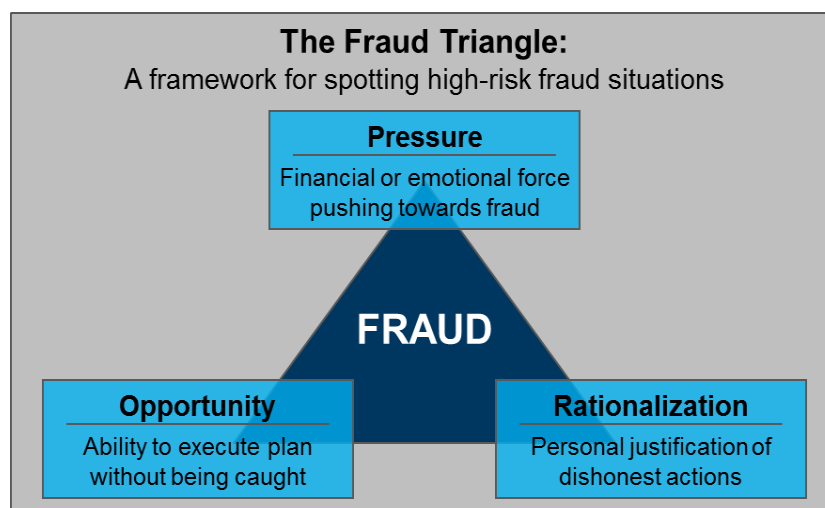 The Fraud Triangle:
A framework for spotting high-risk fraud situations
Pressure
Financial or emotional force
pushing towards fraud
FRAUD
Opportunity
Ability to execute plan
without being caught
Rationalization
Personal justification of
dishonest actions